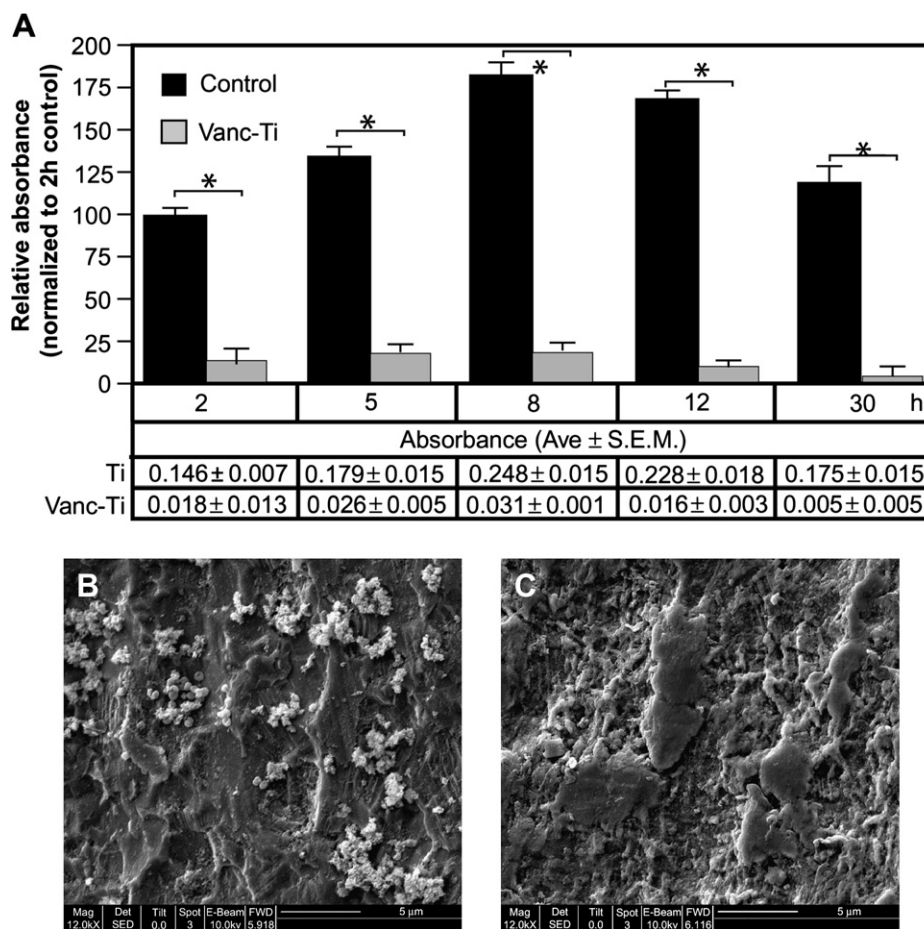 A
Relative absorbance
(normalized to 2h control)
200
175
150
125
100
75
50
25
0
Control
Vanc-Ti
*
*
*
*
*
2 5 8 12 30 h
Absorbance (Ave ± S.E.M.)
Ti 0.146±0.007 0.179±0.015 0.248±0.015 0.228±0.018 0.175±0.015
Vanc-Ti 0.018±0.013 0.026±0.005 0.031±0.001 0.016±0.003 0.005±0.005
B
Mag Det Tilt Spot E-Beam FWD 5 µm
12.0kX SED 0.0 3 10.0kv 5.918
C
Mag Det Tilt Spot E-Beam FWD 5 µm
12.0kX SED 0.0 3 10.0kv 6.116